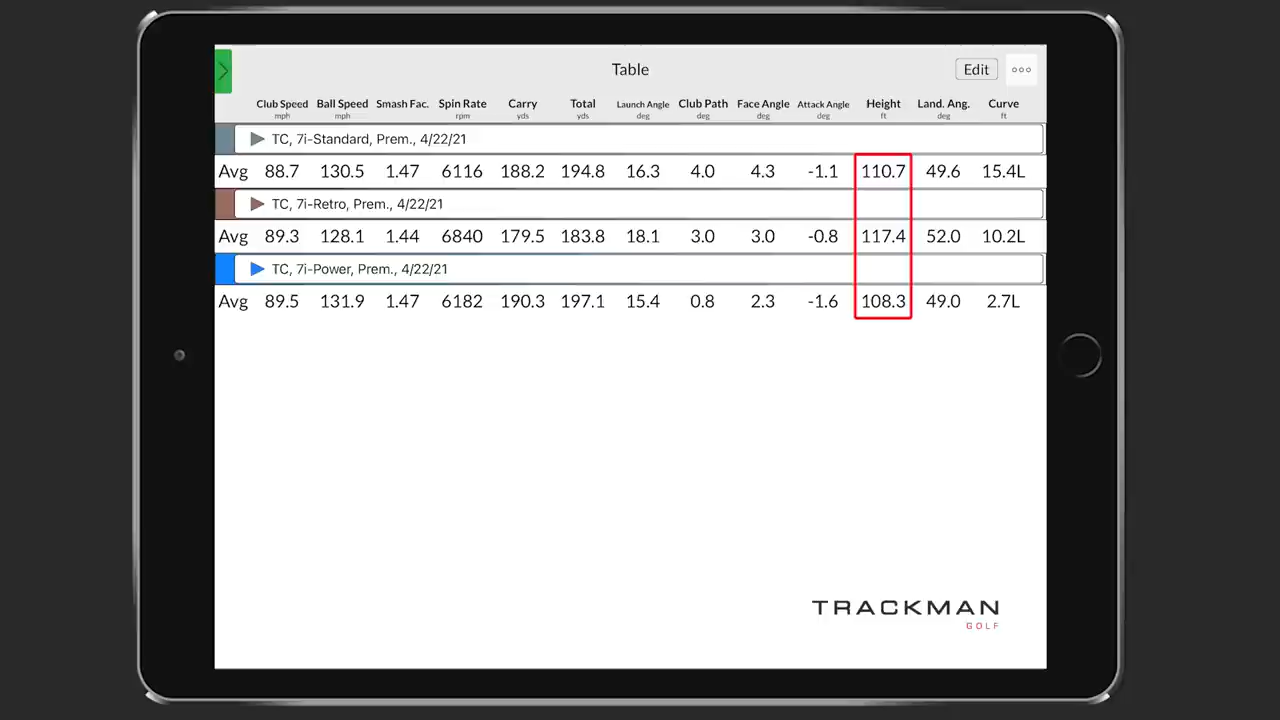 Table
Edit
Club Speed Ball Speed Smash Fac. Spin Rate Carry Total Launch Angle Club Path Face Angle Attack Angle Height Land. Ang. Curve
mph mph rpm yds yds deg deg deg deg ft deg ft
TC, 7i-Standard, Prem., 4/22/21
Avg 88.7 130.5 1.47 6116 188.2 194.8 16.3 4.0 4.3 -1.1 110.7 49.6 15.4L
TC, 7i-Retro, Prem., 4/22/21
Avg 89.3 128.1 1.44 6840 179.5 183.8 18.1 3.0 3.0 -0.8 117.4 52.0 10.2L
TC, 7i-Power, Prem., 4/22/21
Avg 89.5 131.9 1.47 6182 190.3 197.1 15.4 0.8 2.3 -1.6 108.3 49.0 2.7L
TRACKMAN
GOLF